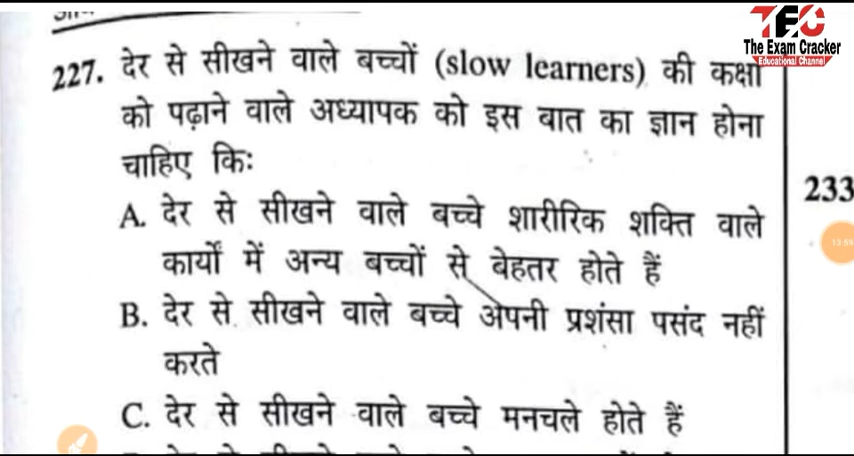 TEC
The Exam Cracker
Educational Channel
227. देर से सीखने वाले बच्चों (slow learners) की कक्षा
को पढ़ाने वाले अध्यापक को इस बात का ज्ञान होना
चाहिए कि:
A. देर से सीखने वाले बच्चे शारीरिक शक्ति वाले
कार्यों में अन्य बच्चों से बेहतर होते हैं
B. देर से सीखने वाले बच्चे अपनी प्रशंसा पसंद नहीं
करते
C. देर से सीखने वाले बच्चे मनचले होते हैं
233